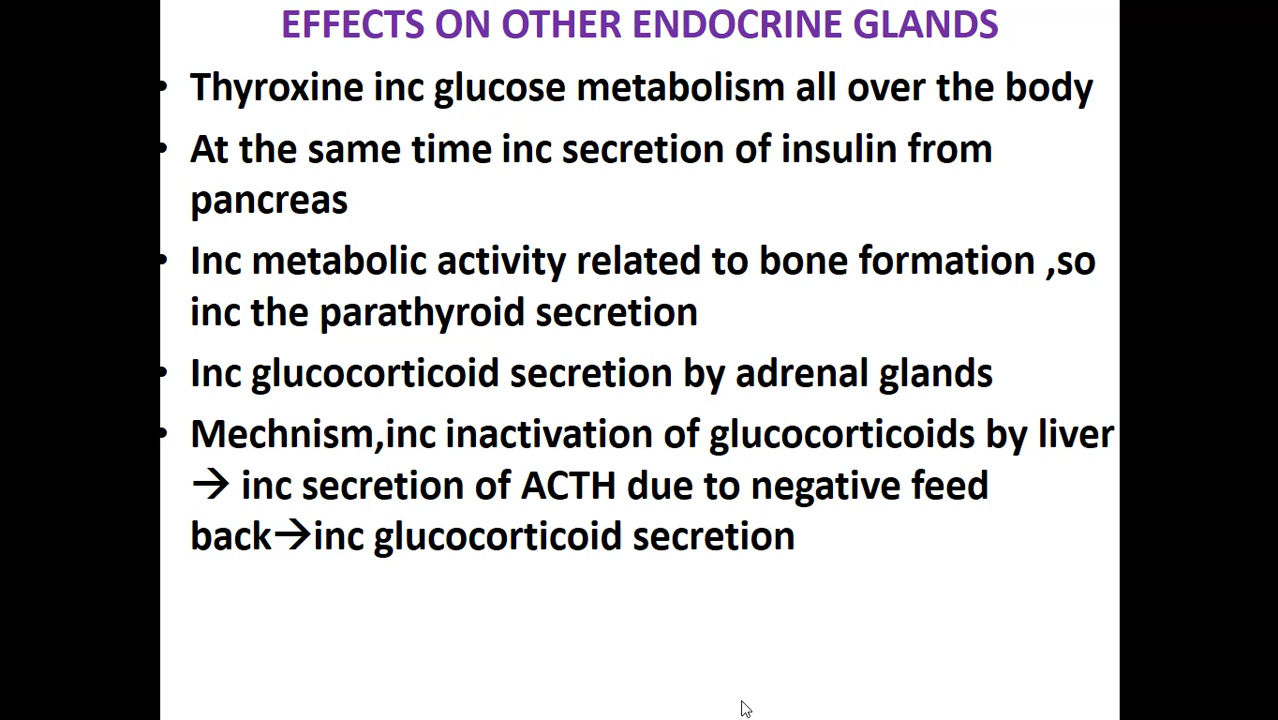 EFFECTS ON OTHER ENDOCRINE GLANDS
• Thyroxine inc glucose metabolism all over the body
• At the same time inc secretion of insulin from
pancreas
• Inc metabolic activity related to bone formation ,so
inc the parathyroid secretion
• Inc glucocorticoid secretion by adrenal glands
• Mechnism,inc inactivation of glucocorticoids by liver
→ inc secretion of ACTH due to negative feed
back→inc glucocorticoid secretion